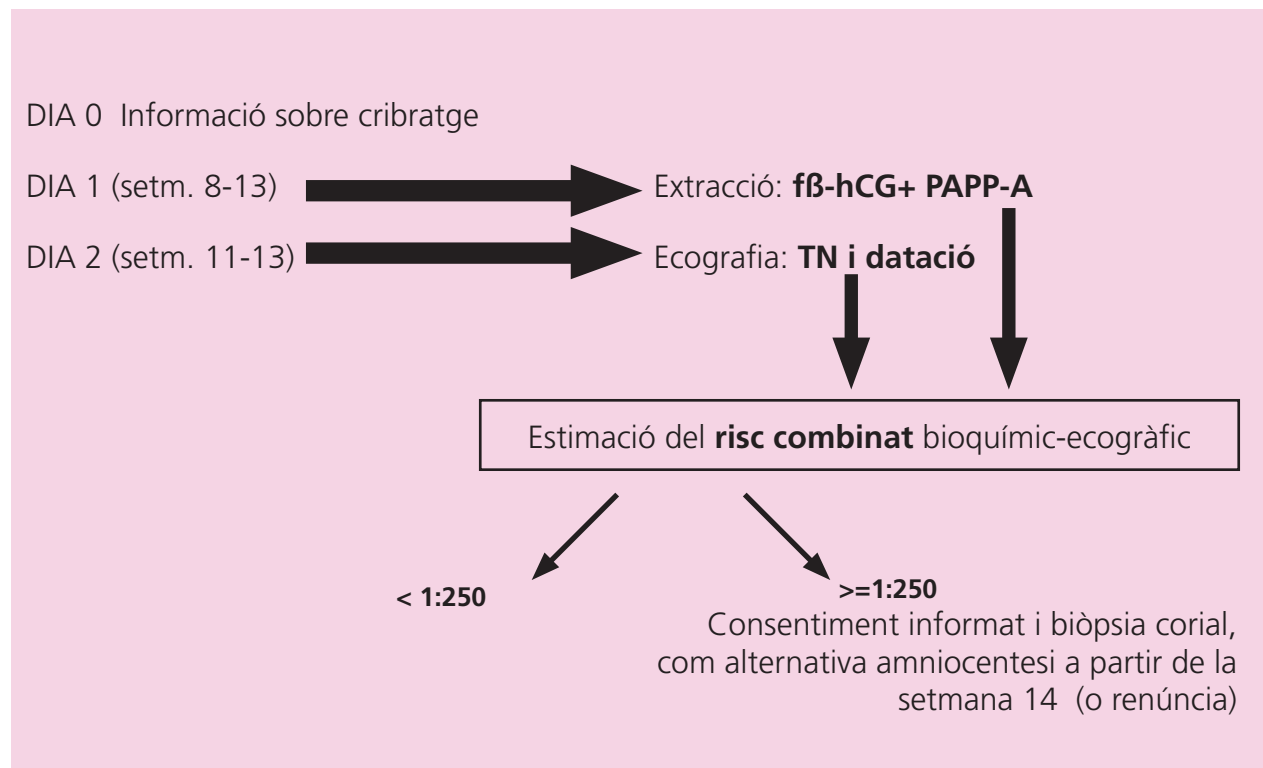 DIA 0 Informació sobre cribratge
DIA 1 (setm. 8-13) Extracció: fß-hCG+ PAPP-A
DIA 2 (setm. 11-13) Ecografia: TN i datació
Estimació del risc combinat bioquímic-ecogràfic
< 1:250
>=1:250
Consentiment informat i biòpsia corial,
com alternativa amniocentesi a partir de la
setmana 14 (o renúncia)